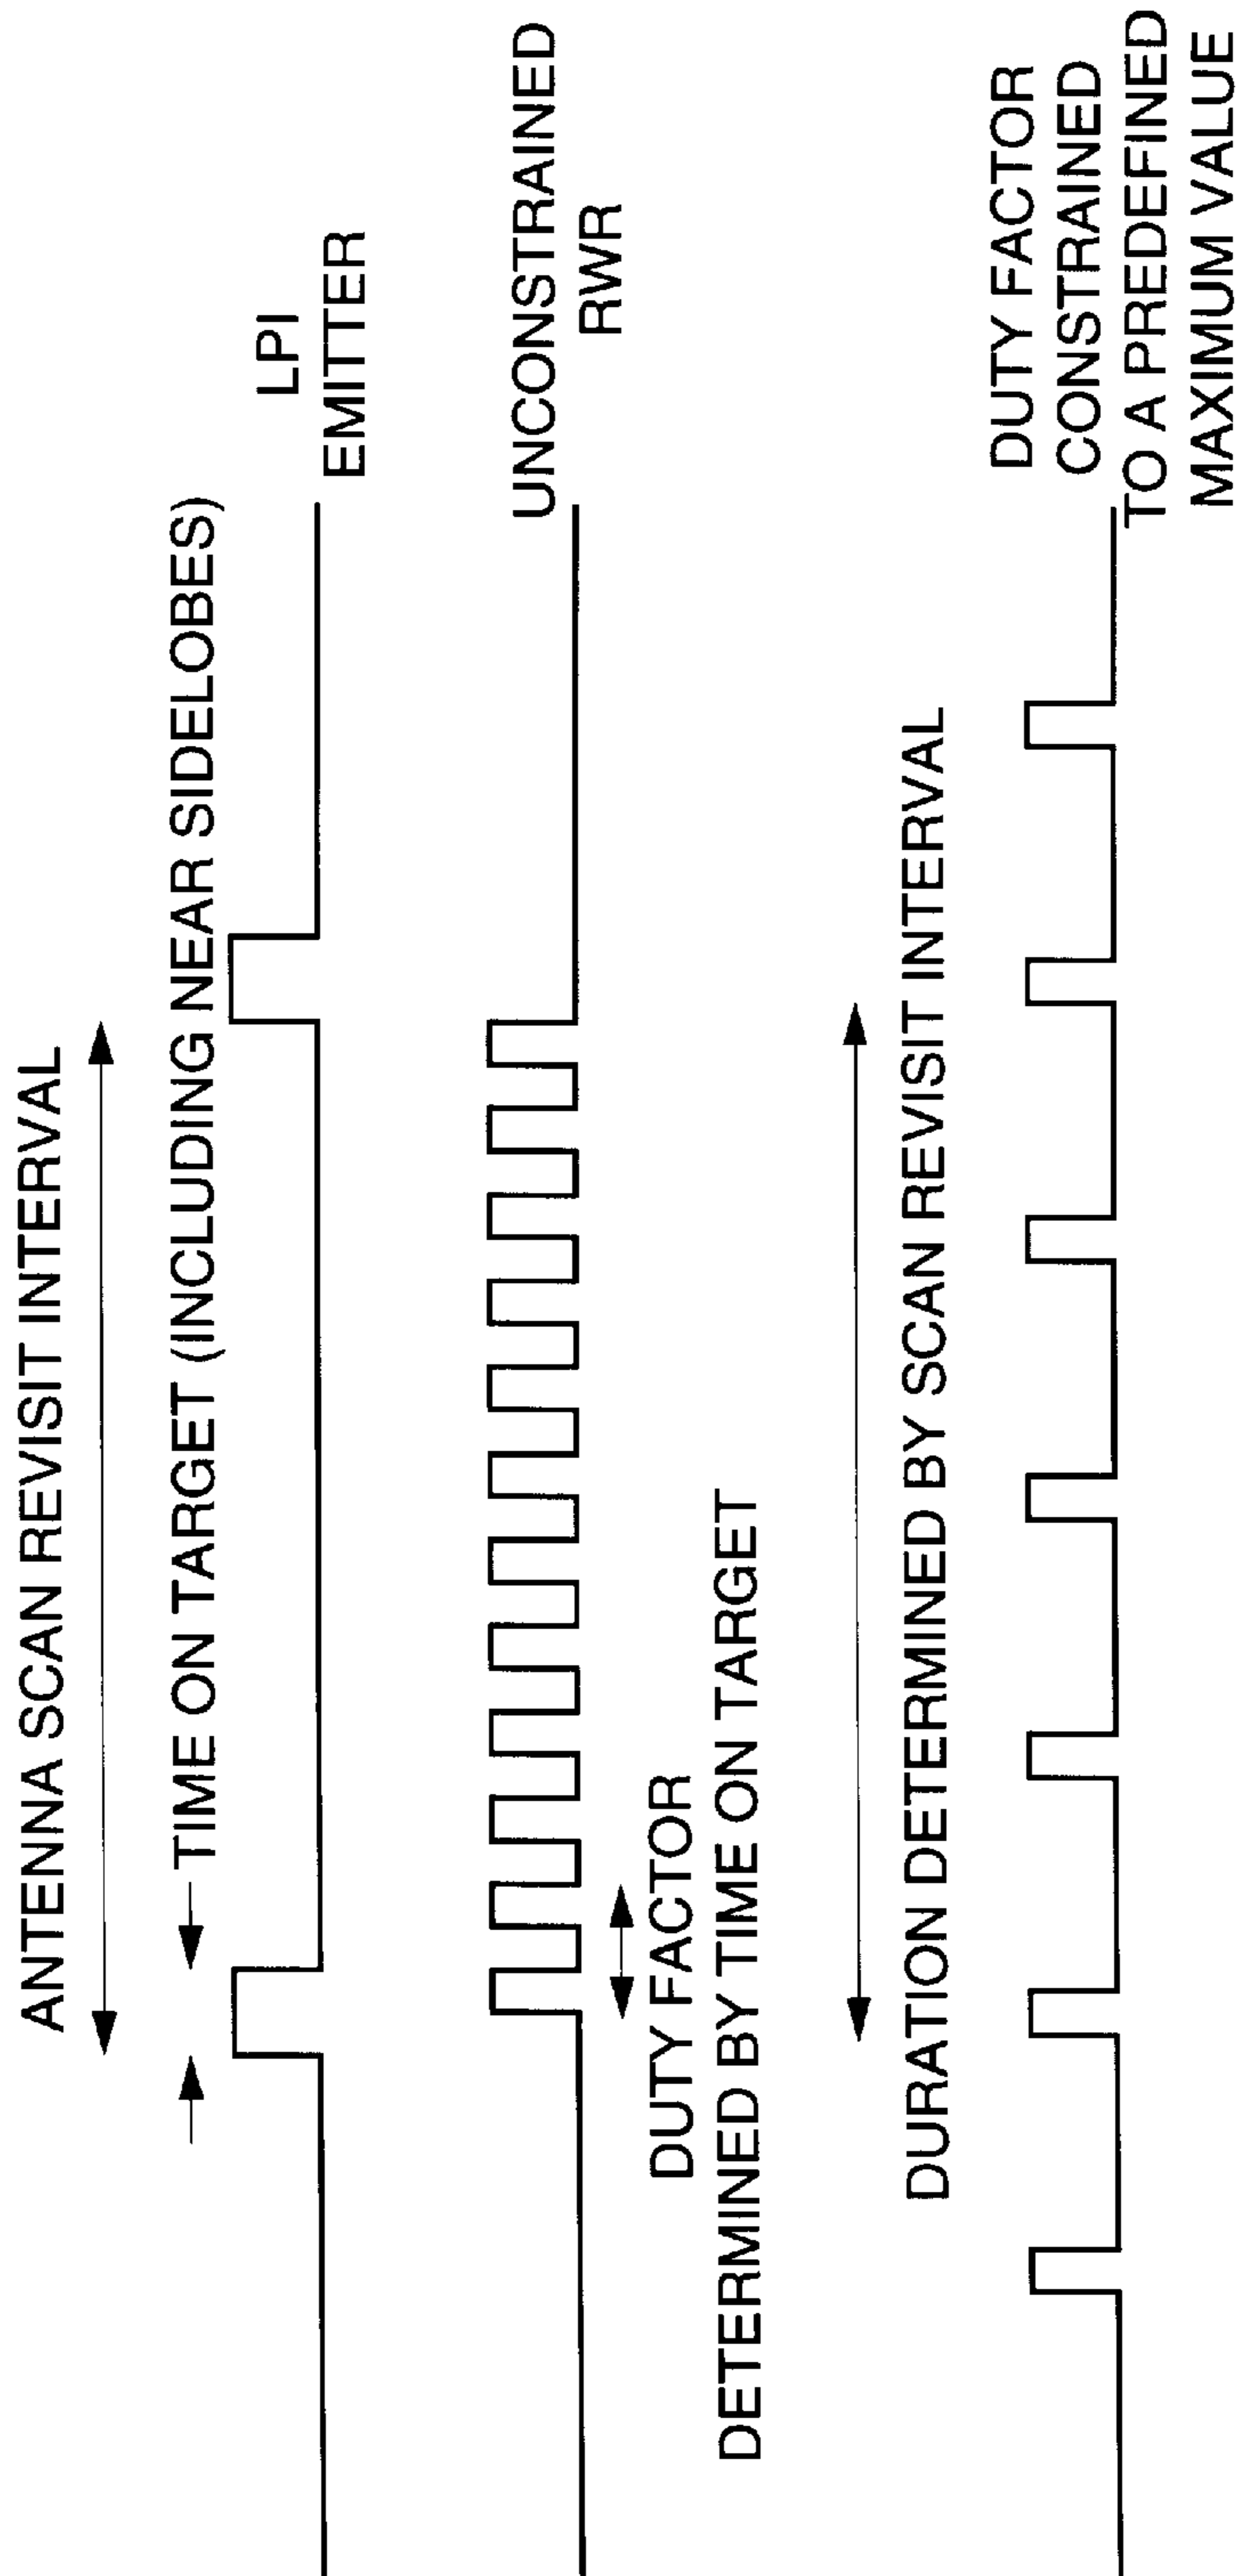 ANTENNA SCAN REVISIT INTERVAL
TIME ON TARGET (INCLUDING NEAR SIDELOBES)
LPI
EMITTER
UNCONSTRAINED
RWR
DUTY FACTOR
DETERMINED BY TIME ON TARGET
DURATION DETERMINED BY SCAN REVISIT INTERVAL
DUTY FACTOR
CONSTRAINED
TO A PREDEFINED
MAXIMUM VALUE